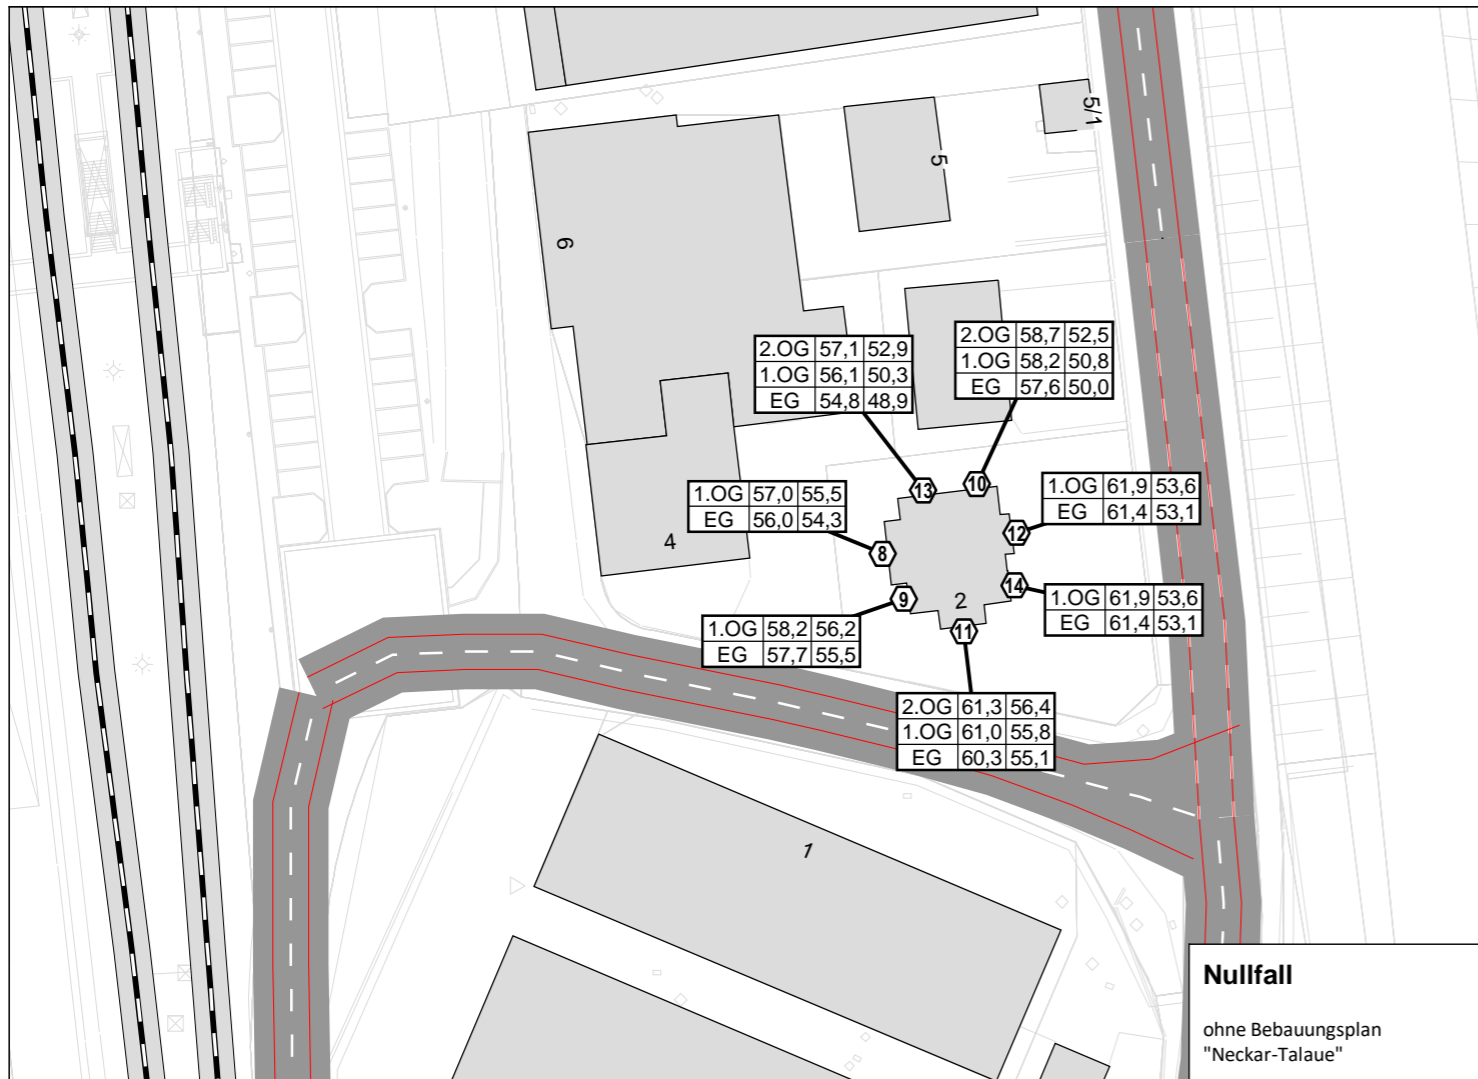 5/1
5
6
2.OG 57,1 52,9
1.OG 56,1 50,3
EG 54,8 48,9
2.OG 58,7 52,5
1.OG 58,2 50,8
EG 57,6 50,0
1.OG 57,0 55,5
EG 56,0 54,3
13
10
1.OG 61,9 53,6
EG 61,4 53,1
12
4
8
14
1.OG 61,9 53,6
EG 61,4 53,1
9
2
11
1.OG 58,2 56,2
EG 57,7 55,5
2.OG 61,3 56,4
1.OG 61,0 55,8
EG 60,3 55,1
1
Nullfall
ohne Bebauungsplan
"Neckar-Talaue"